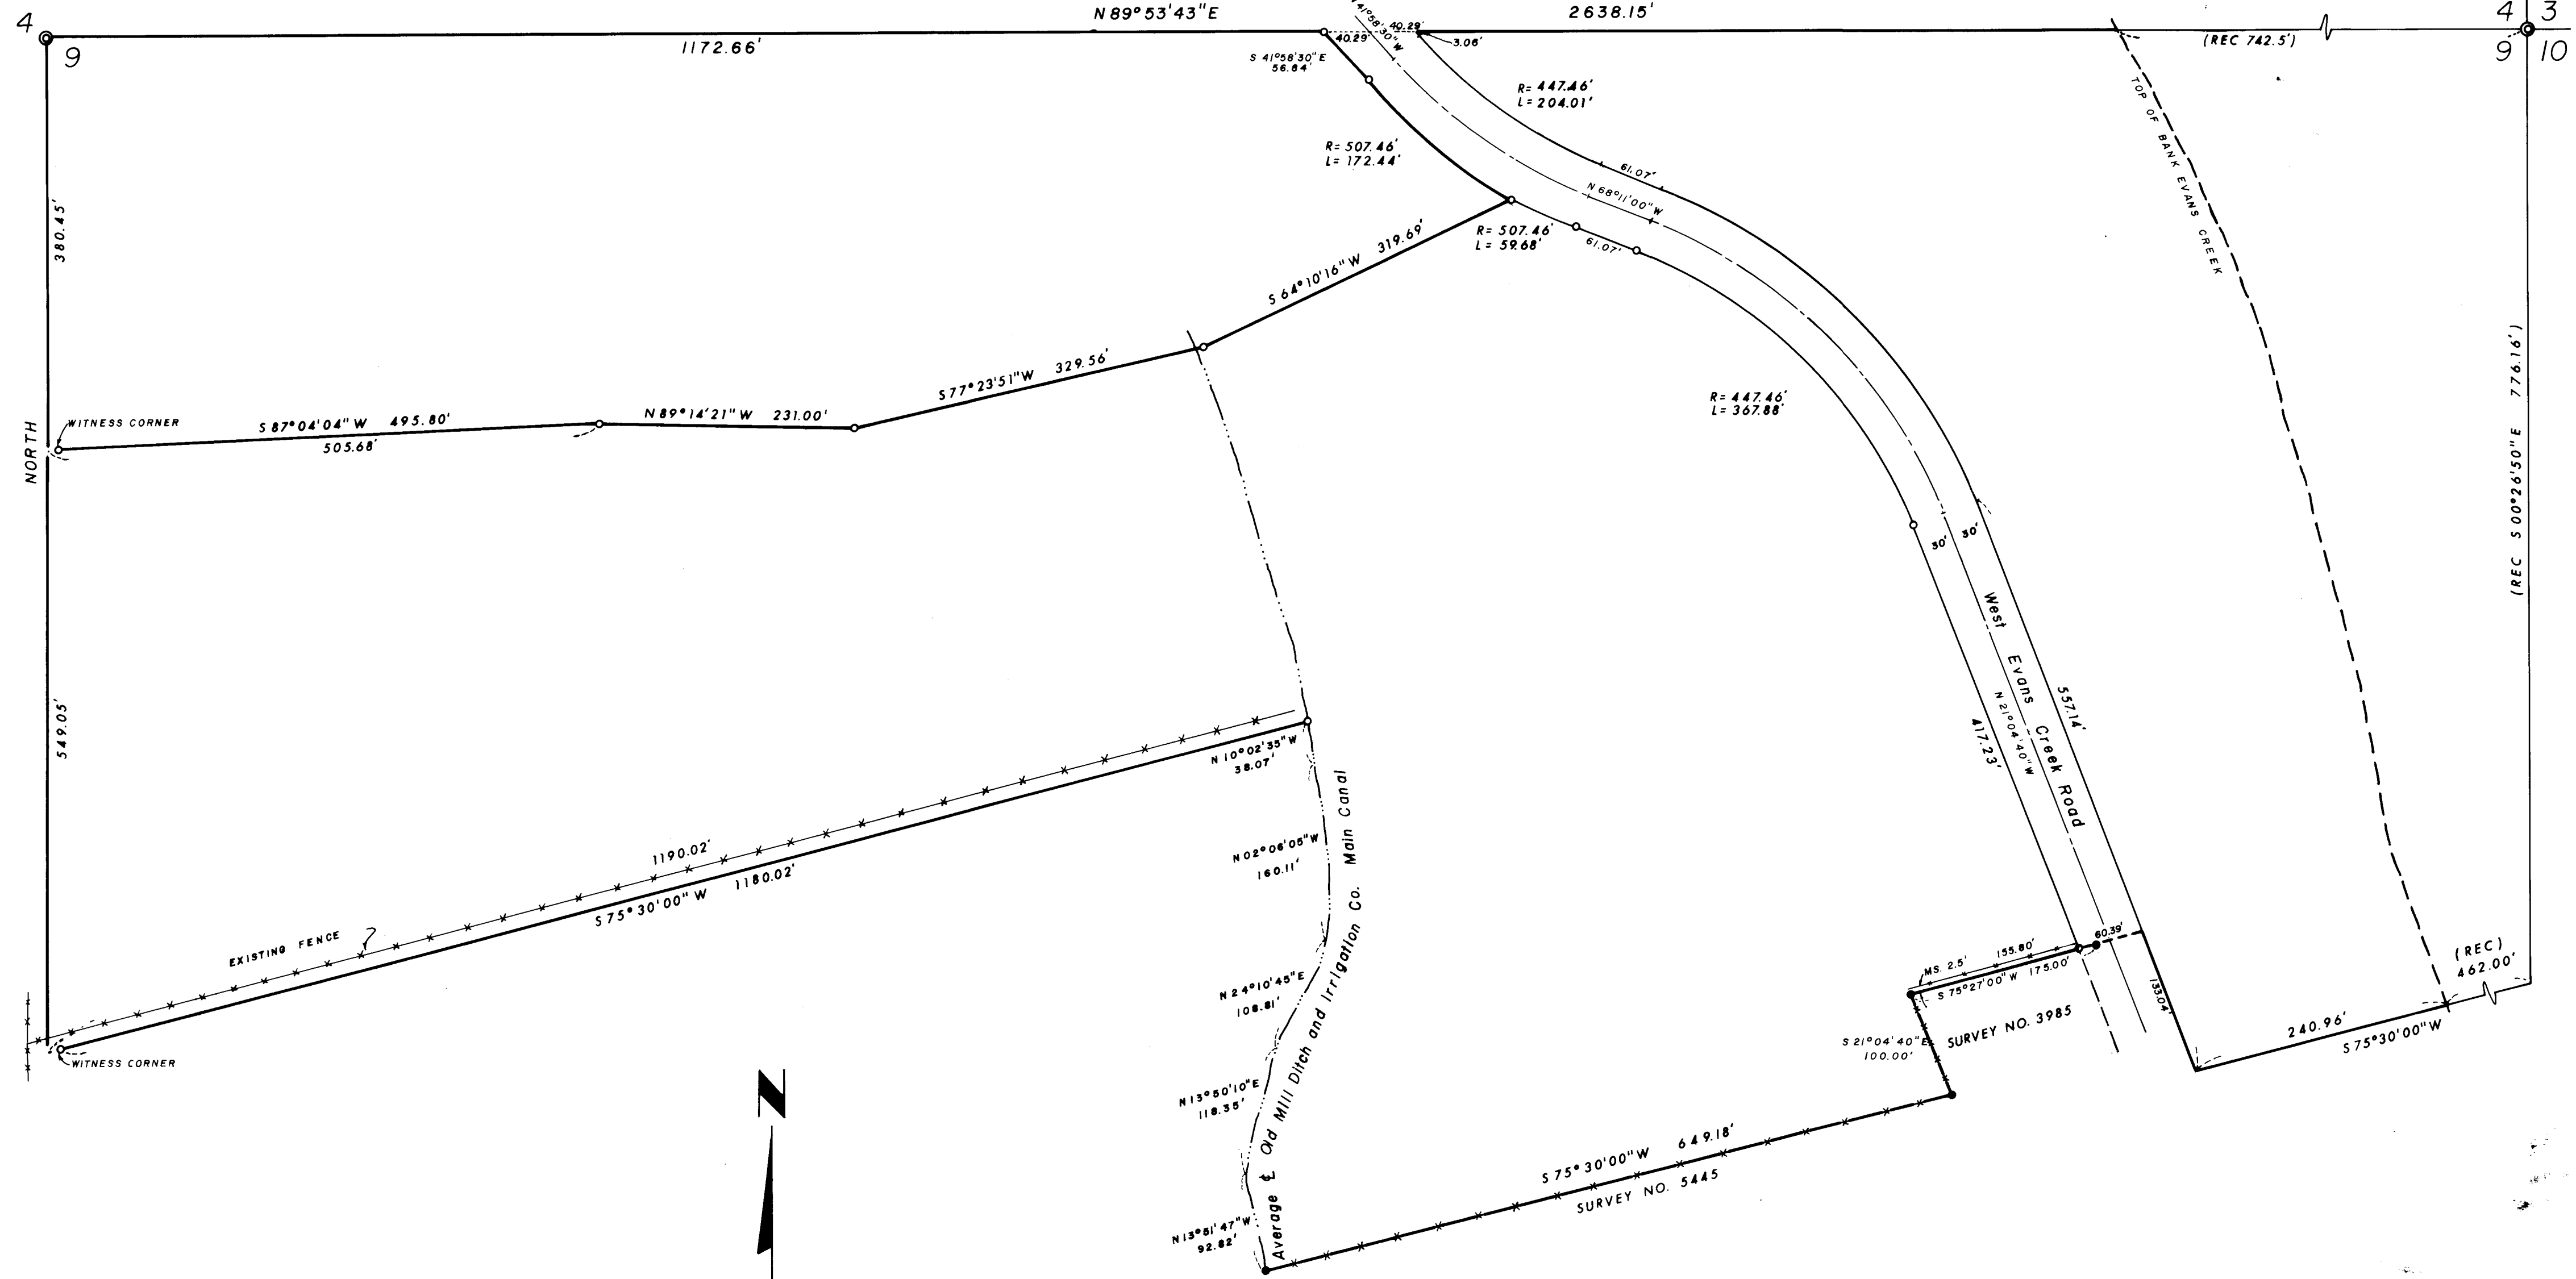 4
9
N 89°53'43"E
1172.66'
2638.15'
41°58'30"W
40.29'
40.29'
3.06'
(REC 742.5')
4 3
9 10
S 41°58'30"E
56.84'
R= 447.46'
L= 204.01'
TOP OF BANK EVANS CREEK
R= 507.46'
L= 172.44'
61.07'
N 68°11'00"W
380.45'
S 64°10'16"W 319.69'
R= 507.46'
L= 59.68'
61.07'
S 77°23'51"W 329.56'
(REC S 00°26'50"E 776.16')
R= 447.46'
L= 367.88'
WITNESS CORNER
S 87°04'04"W 495.80'
505.68'
N 89°14'21"W 231.00'
NORTH
30'
30'
West Evans Creek Road
N 21°04'40"W
557.14'
417.23'
549.05'
N 10°02'35"W
38.07'
1190.02'
S 75°30'00"W 1180.02'
N 02°06'05"W
160.11'
EXISTING FENCE ?
WITNESS CORNER
N 24°10'45"E
108.81'
N 13°50'10"E
118.35'
N 13°51'47"W
92.82'
Average ℄ Old Mill Ditch and Irrigation Co. Main Canal
MS. 2.5'
155.80'
60.39'
S 75°27'00"W 175.00'
SURVEY NO. 3985
S 21°04'40"E
100.00'
133.04'
(REC)
462.00'
240.96'
S 75°30'00"W
S 75°30'00"W 649.18'
SURVEY NO. 5445
N